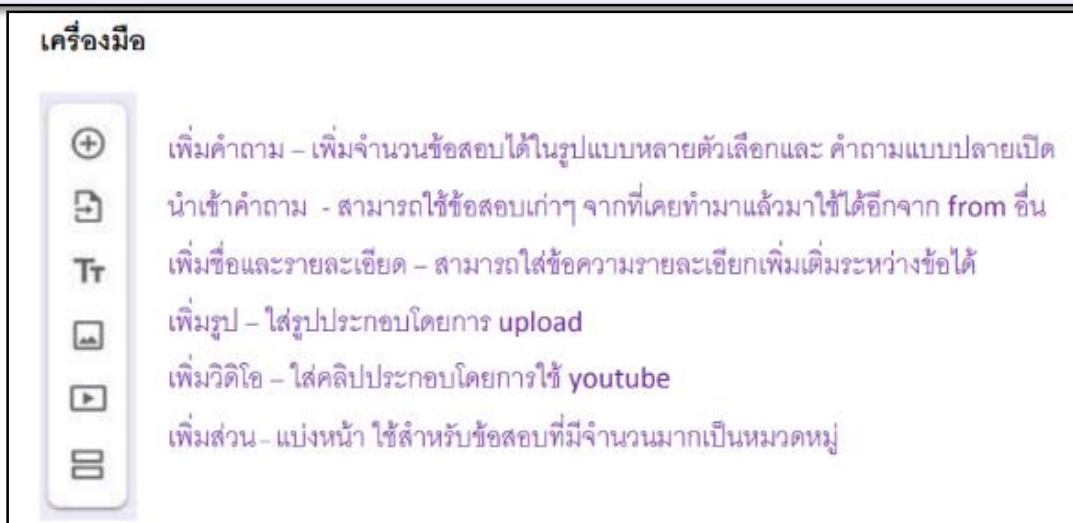 เครื่องมือ
เพิ่มคำถาม – เพิ่มจำนวนข้อสอบได้ในรูปแบบหลายตัวเลือกและ คำถามแบบปลายเปิด
นำเข้าคำถาม - สามารถใช้ข้อสอบเก่าๆ จากที่เคยทำมาแล้วมาใช้ได้อีกจาก from อื่น
Tт เพิ่มชื่อและรายละเอียด – สามารถใส่ข้อความรายละเอียกเพิ่มเติ่มระหว่างข้อได้
เพิ่มรูป – ใส่รูปประกอบโดยการ upload
เพิ่มวิดิโอ – ใส่คลิปประกอบโดยการใช้ youtube
เพิ่มส่วน – แบ่งหน้า ใช้สำหรับข้อสอบที่มีจำนวนมากเป็นหมวดหมู่